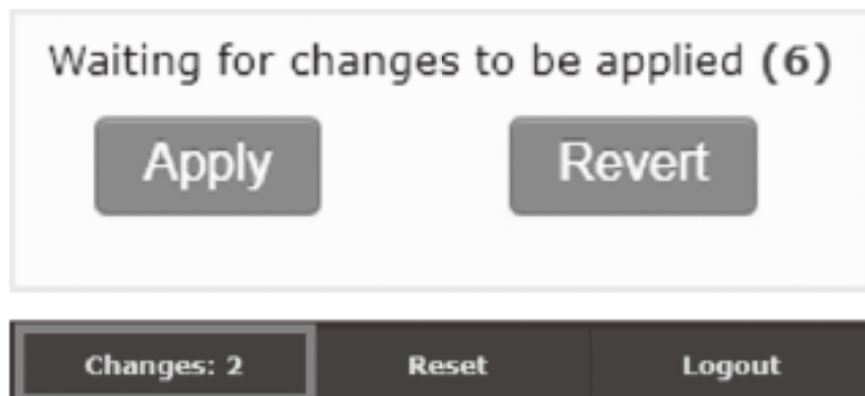 Waiting for changes to be applied (6)
Apply Revert
Changes: 2 Reset Logout